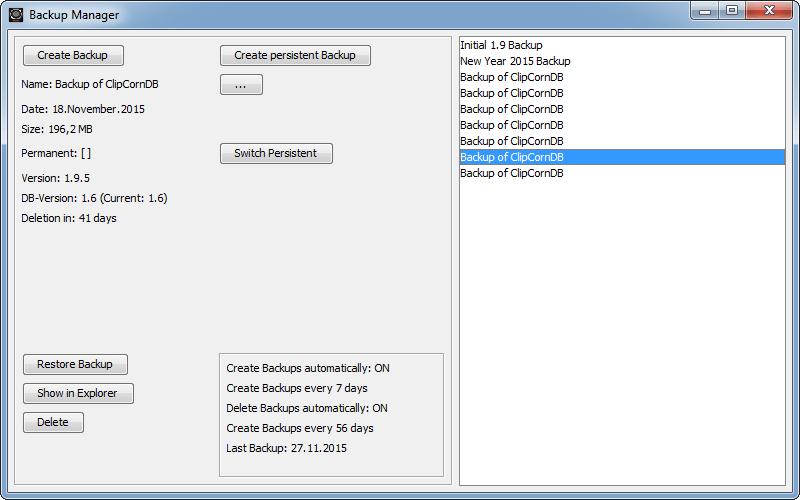 Backup Manager
Create Backup
Create persistent Backup
Name: Backup of ClipCornDB
...
Date: 18.November.2015
Size: 196,2 MB
Permanent: []
Switch Persistent
Version: 1.9.5
DB-Version: 1.6 (Current: 1.6)
Deletion in: 41 days
Restore Backup
Show in Explorer
Delete
Create Backups automatically: ON
Create Backups every 7 days
Delete Backups automatically: ON
Create Backups every 56 days
Last Backup: 27.11.2015
Initial 1.9 Backup
New Year 2015 Backup
Backup of ClipCornDB
Backup of ClipCornDB
Backup of ClipCornDB
Backup of ClipCornDB
Backup of ClipCornDB
Backup of ClipCornDB
Backup of ClipCornDB